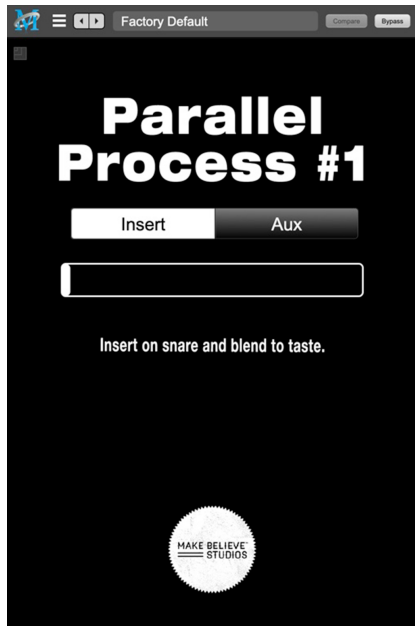 Factory Default
Compare
Bypass
Parallel
Process #1
Insert
Aux
Insert on snare and blend to taste.
MAKE BELIEVE
STUDIOS